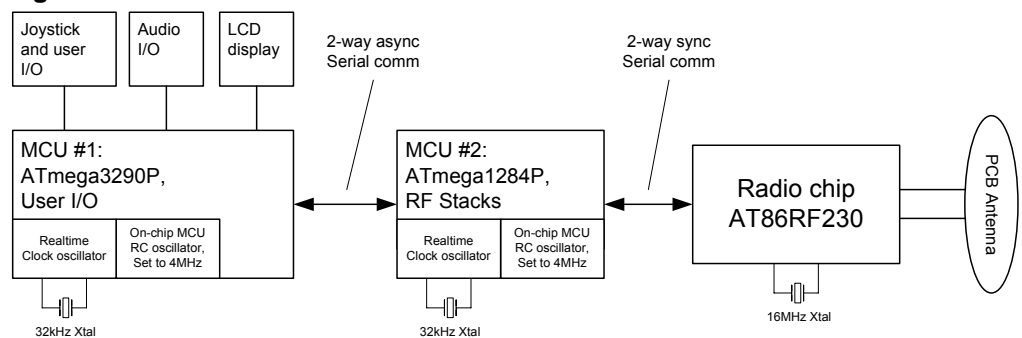 Joystick
and user
I/O
Audio
I/O
LCD
display
2-way async
Serial comm
2-way sync
Serial comm
MCU #1:
ATmega3290P,
User I/O
Realtime
Clock oscillator
On-chip MCU
RC oscillator,
Set to 4MHz
32kHz Xtal
MCU #2:
ATmega1284P,
RF Stacks
Realtime
Clock oscillator
On-chip MCU
RC oscillator,
Set to 4MHz
32kHz Xtal
Radio chip
AT86RF230
16MHz Xtal
PCB Antenna